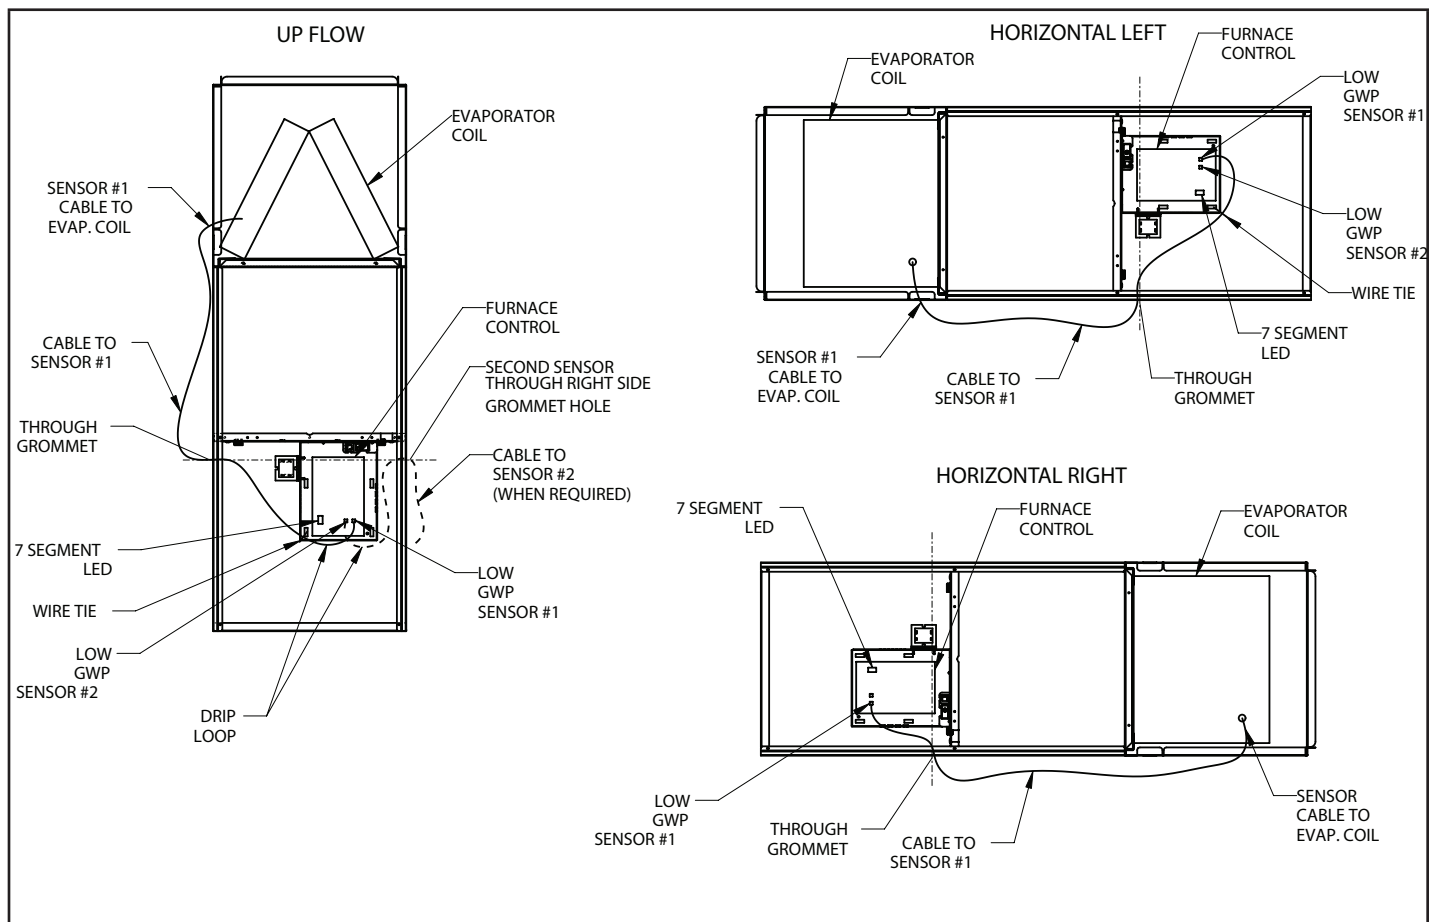 UP FLOW
EVAPORATOR
COIL
SENSOR #1
CABLE TO
EVAP. COIL
FURNACE
CONTROL
CABLE TO
SENSOR #1
SECOND SENSOR
THROUGH RIGHT SIDE
GROMMET HOLE
THROUGH
GROMMET
CABLE TO
SENSOR #2
(WHEN REQUIRED)
7 SEGMENT
LED
LOW
GWP
SENSOR #1
WIRE TIE
LOW
GWP
SENSOR #2
DRIP
LOOP
HORIZONTAL LEFT
FURNACE
CONTROL
EVAPORATOR
COIL
LOW
GWP
SENSOR #1
LOW
GWP
SENSOR #2
WIRE TIE
7 SEGMENT
LED
SENSOR #1
CABLE TO
EVAP. COIL
CABLE TO
SENSOR #1
THROUGH
GROMMET
HORIZONTAL RIGHT
7 SEGMENT
LED
FURNACE
CONTROL
EVAPORATOR
COIL
LOW
GWP
SENSOR #1
THROUGH
GROMMET
CABLE TO
SENSOR #1
SENSOR
CABLE TO
EVAP. COIL